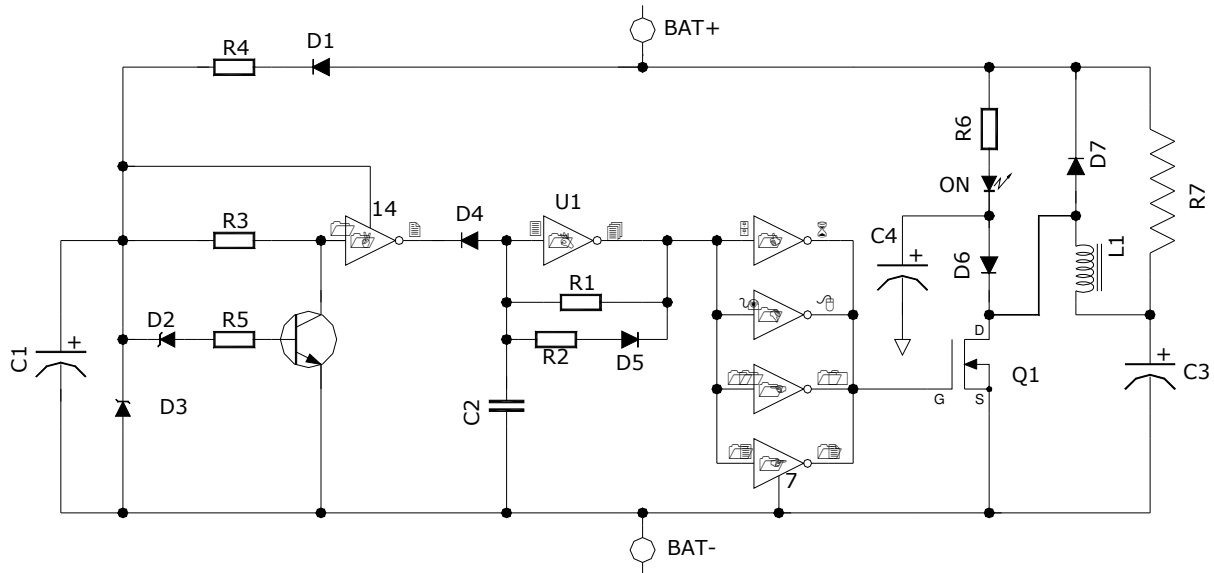 BAT+
R4
D1
R6
D7
ON
R7
R3
14
D4
U1
C4
L1
R1
D6
D2
R5
R2
D5
D
C1
C3
D3
C2
Q1
G
S
7
BAT-